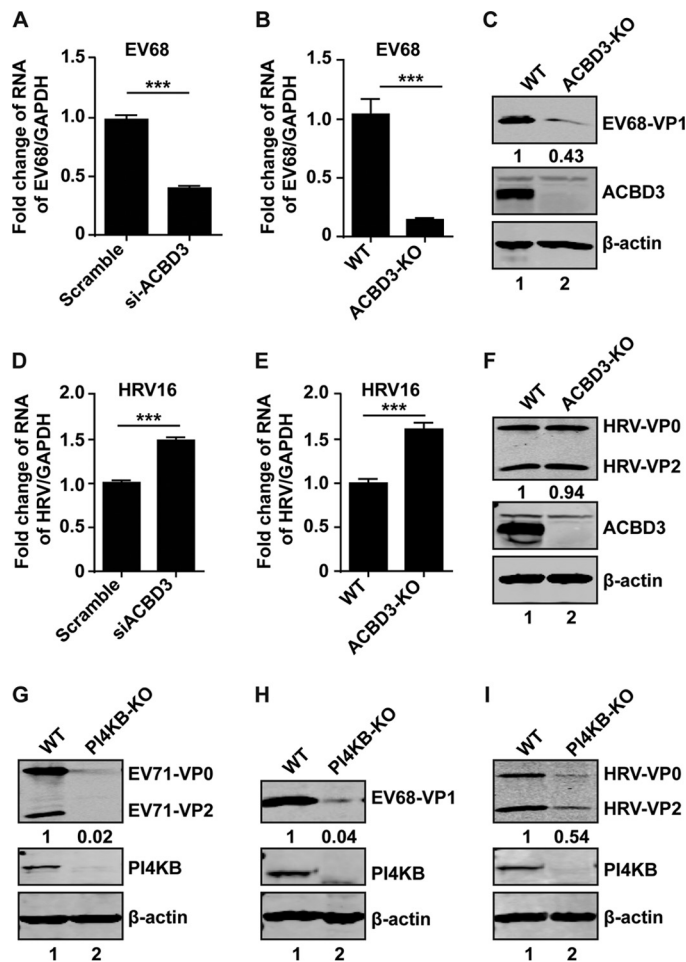 A
EV68
Fold change of RNA
of EV68/GAPDH
1.5
1.0
0.5
0
***
Scramble
si-ACBD3
B
EV68
Fold change of RNA
of EV68/GAPDH
1.5
1.0
0.5
0
***
WT
ACBD3-KO
C
WT
ACBD3-KO
EV68-VP1
1 0.43
ACBD3
β-actin
1 2
D
HRV16
Fold change of RNA
of HRV/GAPDH
2.0
1.5
1.0
0.5
0
***
Scramble
siACBD3
E
HRV16
Fold change of RNA
of HRV/GAPDH
2.0
1.5
1.0
0.5
0
***
WT
ACBD3-KO
F
WT
ACBD3-KO
HRV-VP0
HRV-VP2
1 0.94
ACBD3
β-actin
1 2
G
WT
PI4KB-KO
EV71-VP0
EV71-VP2
1 0.02
PI4KB
β-actin
1 2
H
WT
PI4KB-KO
EV68-VP1
1 0.04
PI4KB
β-actin
1 2
I
WT
PI4KB-KO
HRV-VP0
HRV-VP2
1 0.54
PI4KB
β-actin
1 2